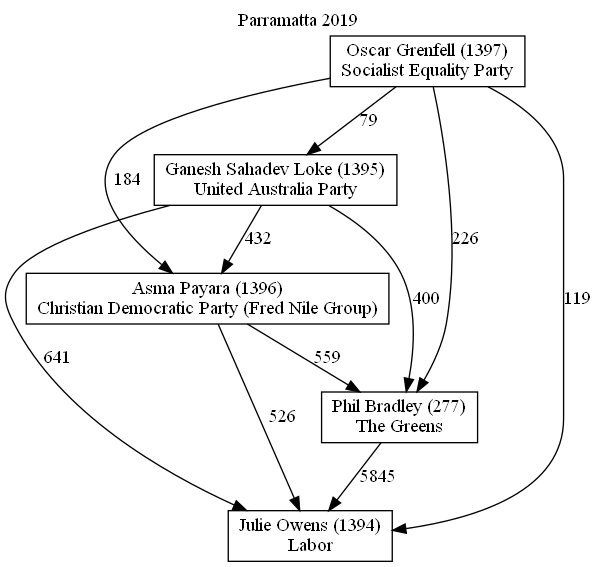 Parramatta 2019
Oscar Grenfell (1397)
Socialist Equality Party
79
Ganesh Sahadev Loke (1395)
United Australia Party
184
432
226
Asma Payara (1396)
Christian Democratic Party (Fred Nile Group)
400
119
641
559
Phil Bradley (277)
The Greens
526
5845
Julie Owens (1394)
Labor